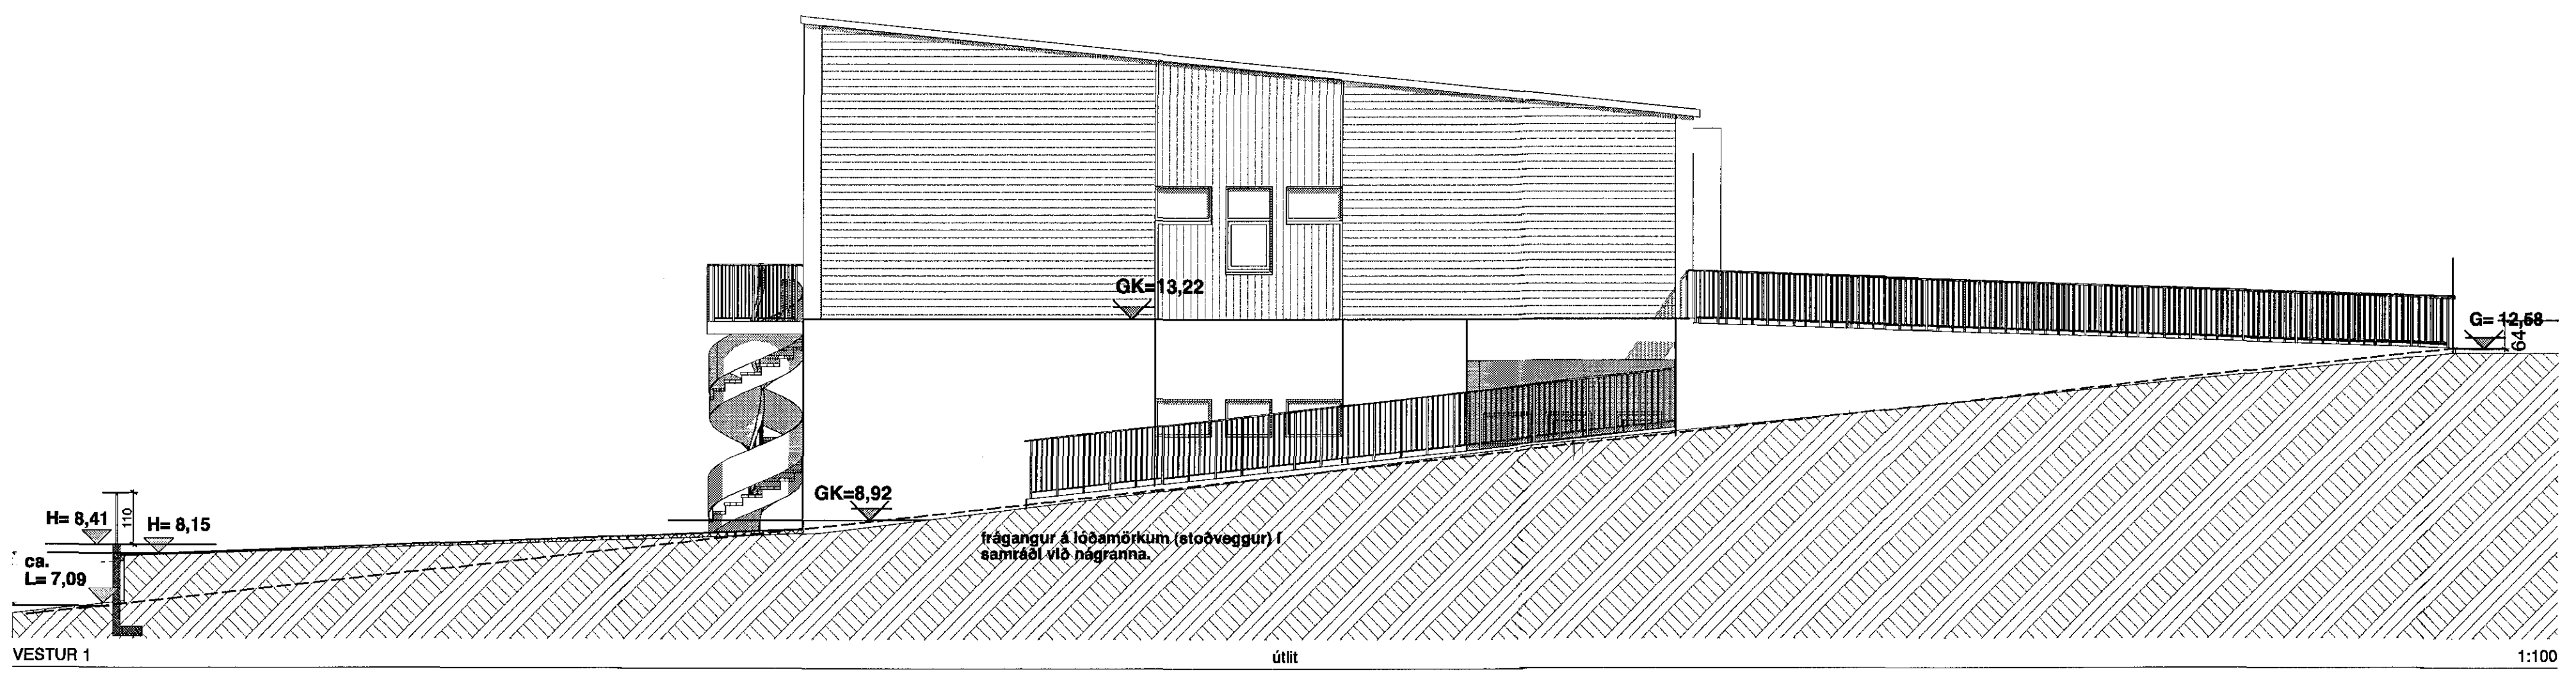 GK=13,22
G= 12,58
64
GK=8,92
110
H= 8,41
H= 8,15
ca.
L= 7,09
frágangur á lóðamörkum (stoðveggur) í
samráði við nágranna.
VESTUR 1
útlit
1:100